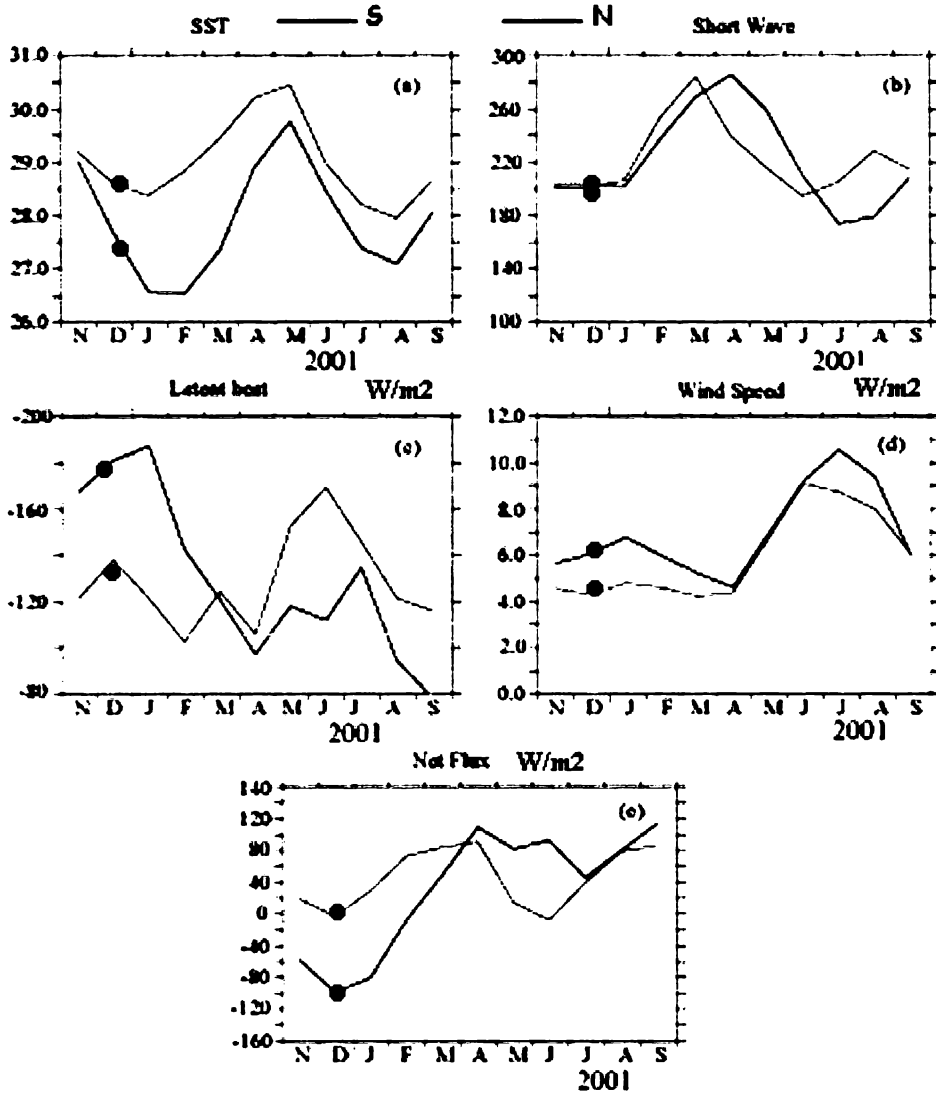 SST S N Short Wave
31.0 (a)
30.0
29.0
28.0
27.0
26.0
N D J F M A M J J A S
2001
300 (b)
260
220
180
140
100
N D J F M A M J J A S
2001
Latent heat W/m2
-200 (c)
-160
-120
-80
N D J F M A M J J A S
2001
Wind Speed W/m2
12.0 (d)
10.0
8.0
6.0
4.0
2.0
0.0
N D J F M A M J J A S
2001
Net Flux W/m2
140 (e)
120
80
40
0
-40
-80
-120
-160
N D J F M A M J J A S
2001